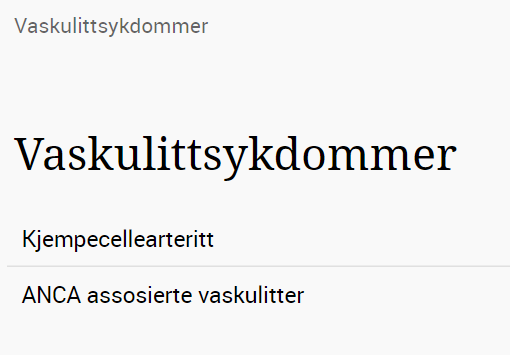 Vaskulittsykdommer
Vaskulittsykdommer
Kjempecellearteritt
ANCA assosierte vaskulitter